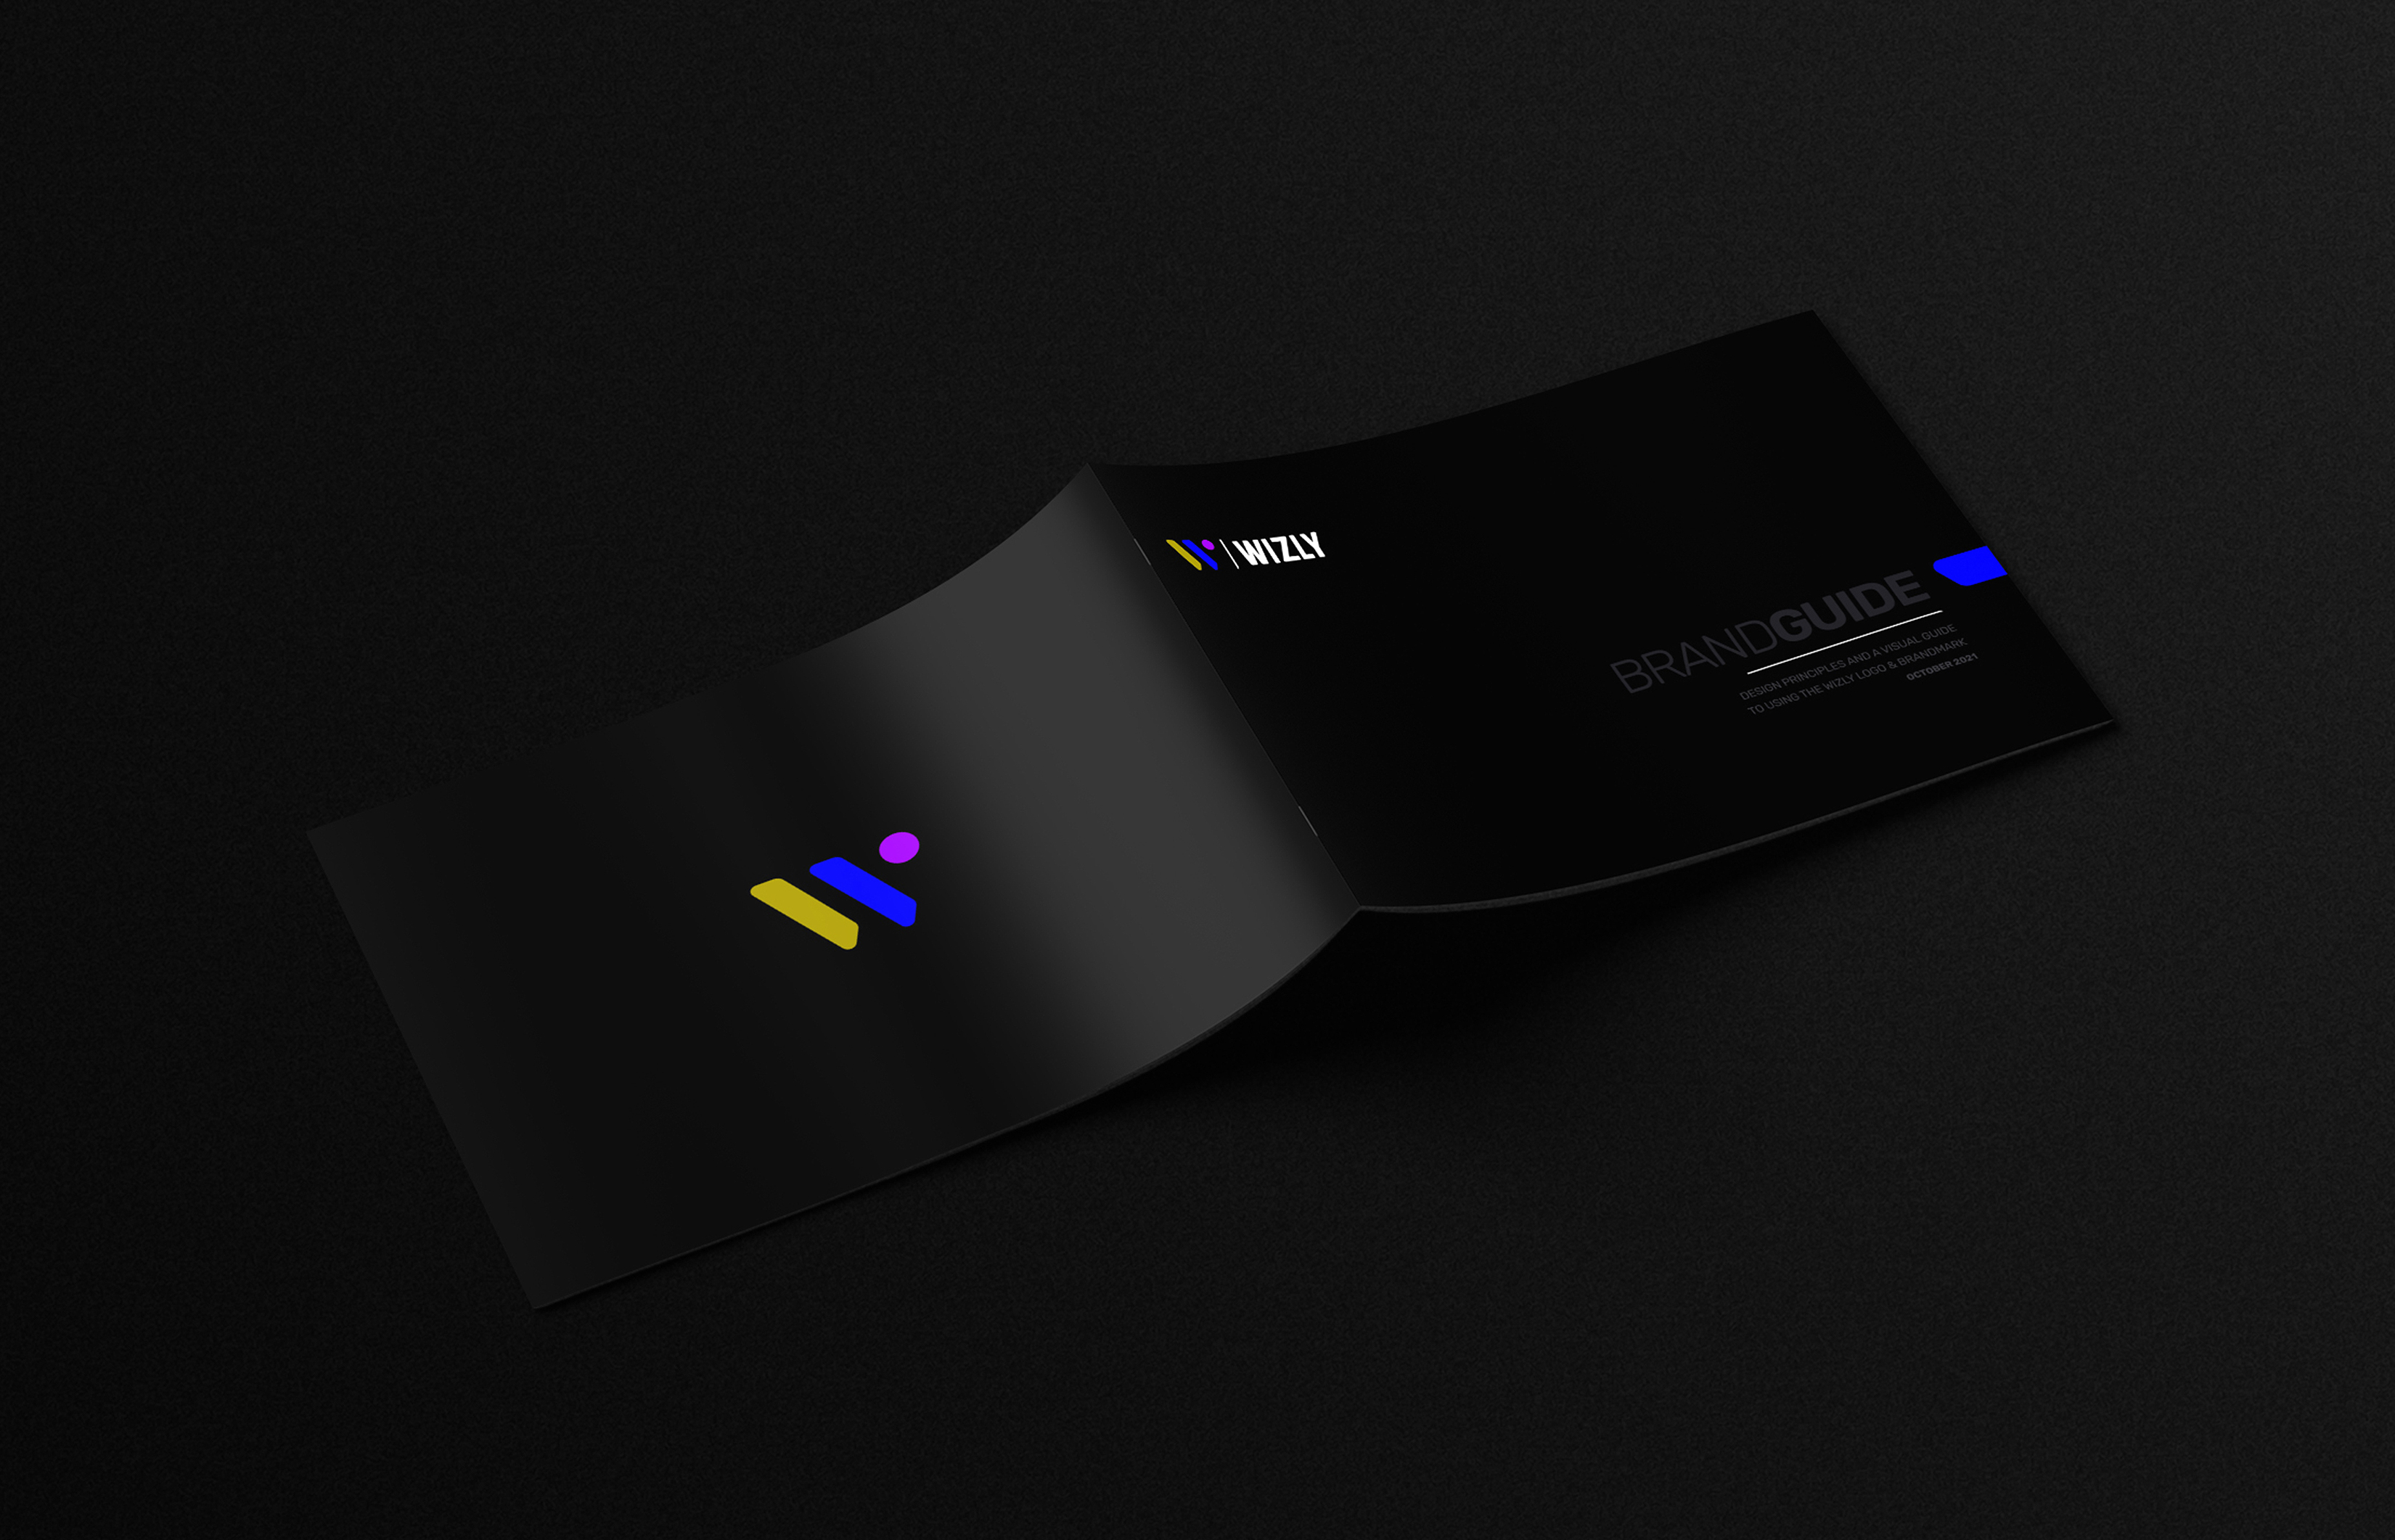 WIZLY
BRANDGUIDE
DESIGN PRINCIPLES AND A VISUAL GUIDE
TO USING THE WIZLY LOGO & BRANDMARK
OCTOBER 2021